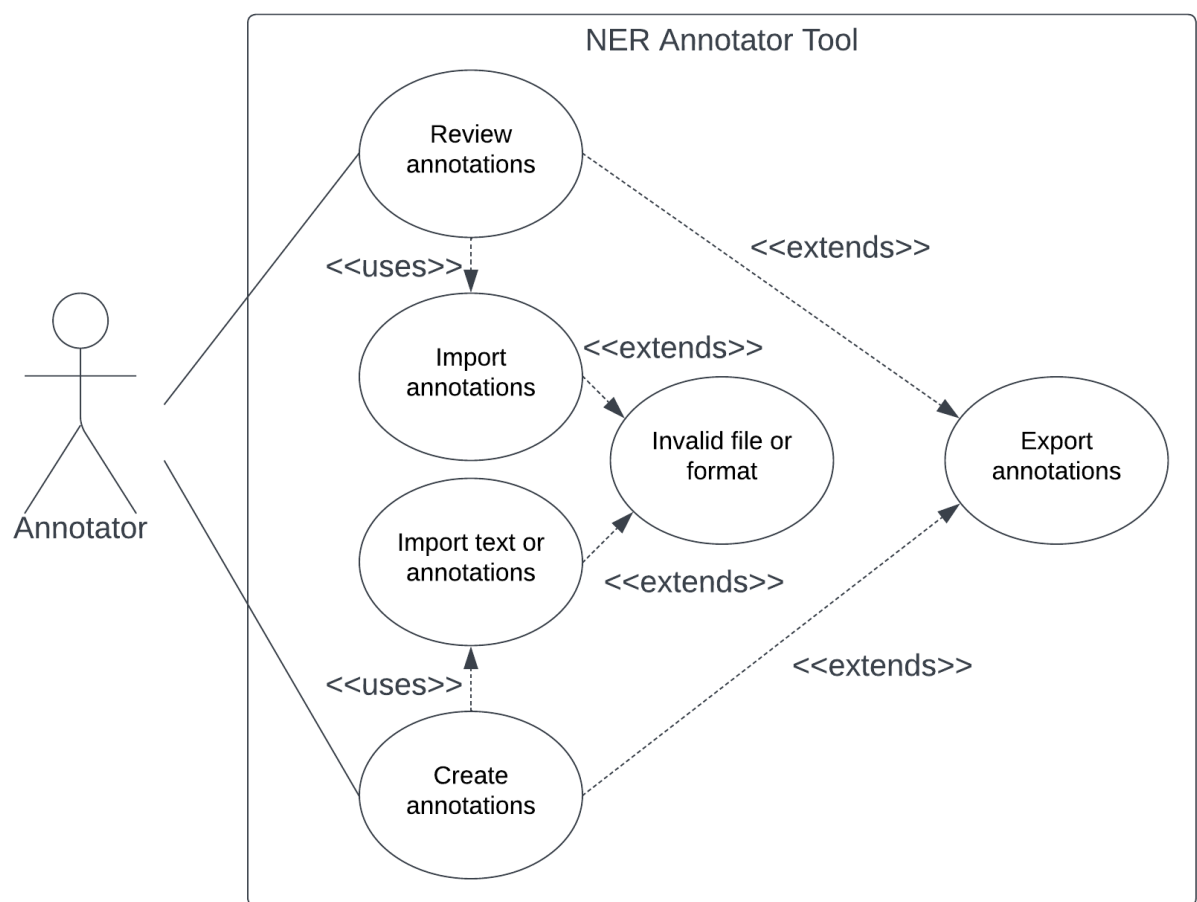 NER Annotator Tool
Review
annotations
<<extends>>
<<uses>>
Import
annotations
<<extends>>
Invalid file or
format
Export
annotations
Annotator
Import text or
annotations
<<extends>>
<<uses>>
<<extends>>
Create
annotations